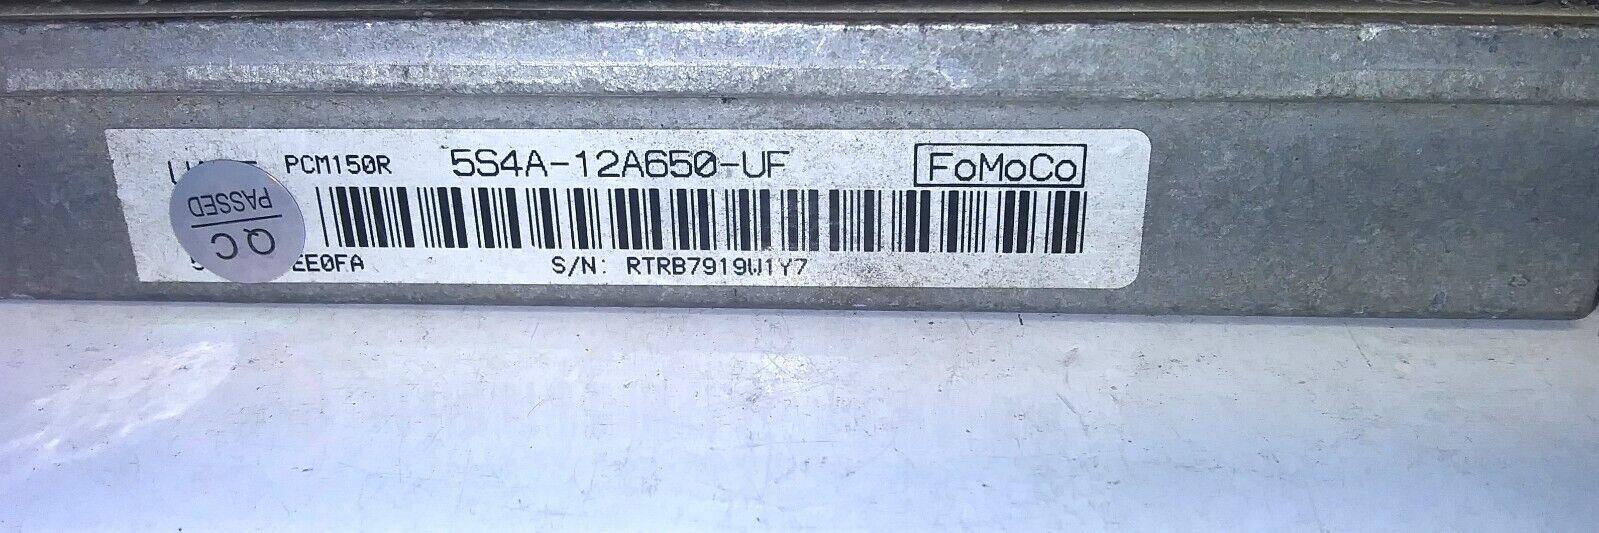 PCM150R 5S4A-12A650-UF FoMoCo
QC
PASSED
S/N: RTRB7919W1Y7